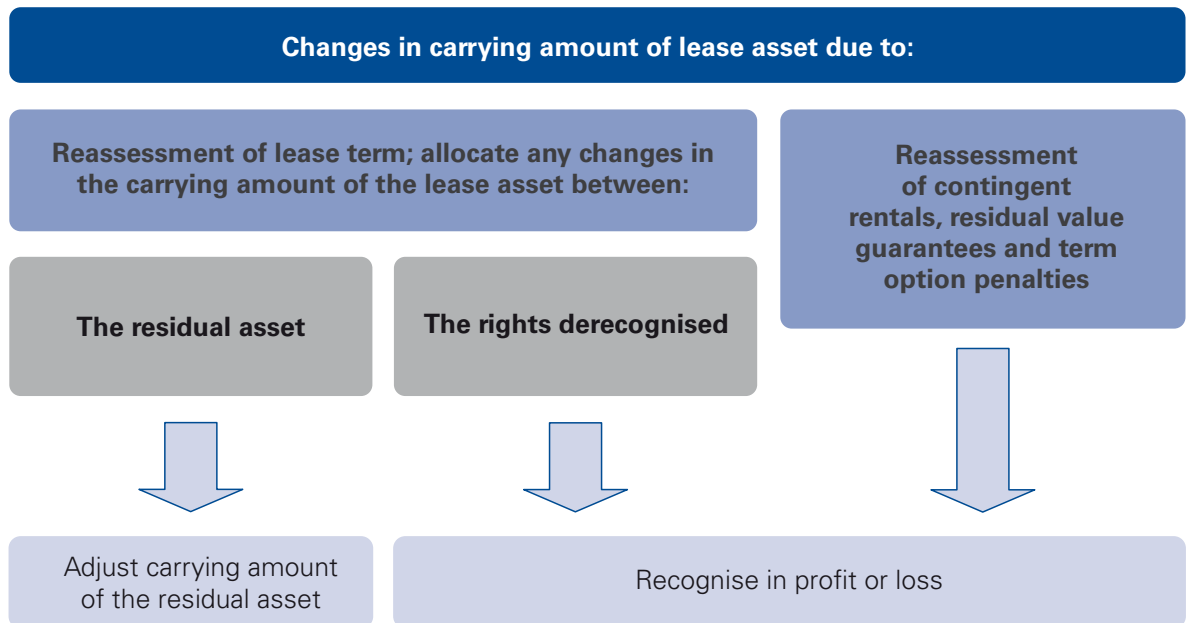 Changes in carrying amount of lease asset due to:
Reassessment of lease term; allocate any changes in
the carrying amount of the lease asset between:
Reassessment
of contingent
rentals, residual value
guarantees and term
option penalties
The residual asset
The rights derecognised
Adjust carrying amount
of the residual asset
Recognise in profit or loss